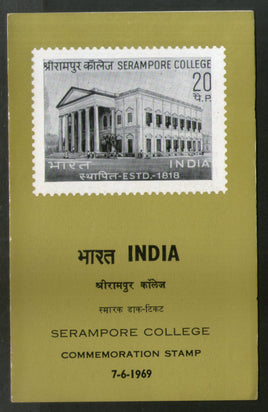 श्रीरामपुर कॉलेज SERAMPORE COLLEGE
20
पै. P.
भारत INDIA
स्थापित-ESTD.-1818
भारत INDIA
श्रीरामपुर कॉलेज
स्मारक डाक-टिकट
SERAMPORE COLLEGE
COMMEMORATION STAMP
7-6-1969